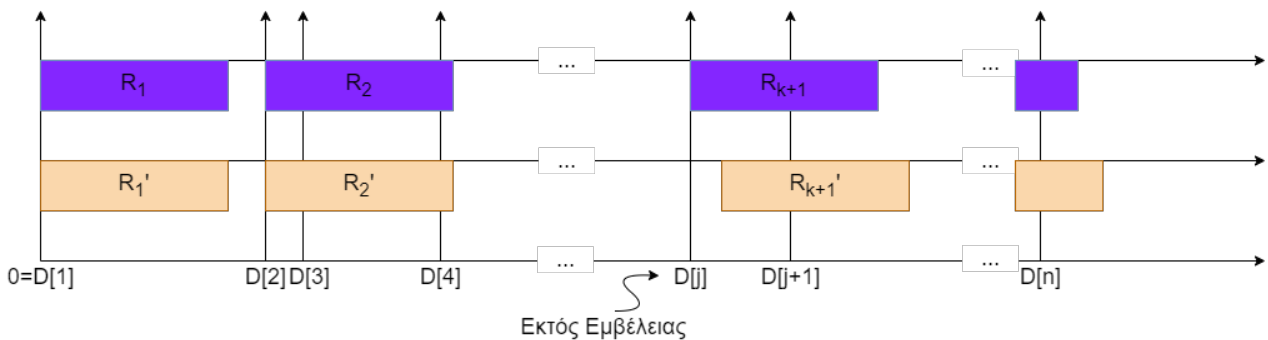 ... ...
R1 R2 Rk+1
... ...
R1' R2' Rk+1'
... ...
0=D[1] D[2] D[3] D[4] D[j] D[j+1] D[n]
Εκτός Εμβέλειας